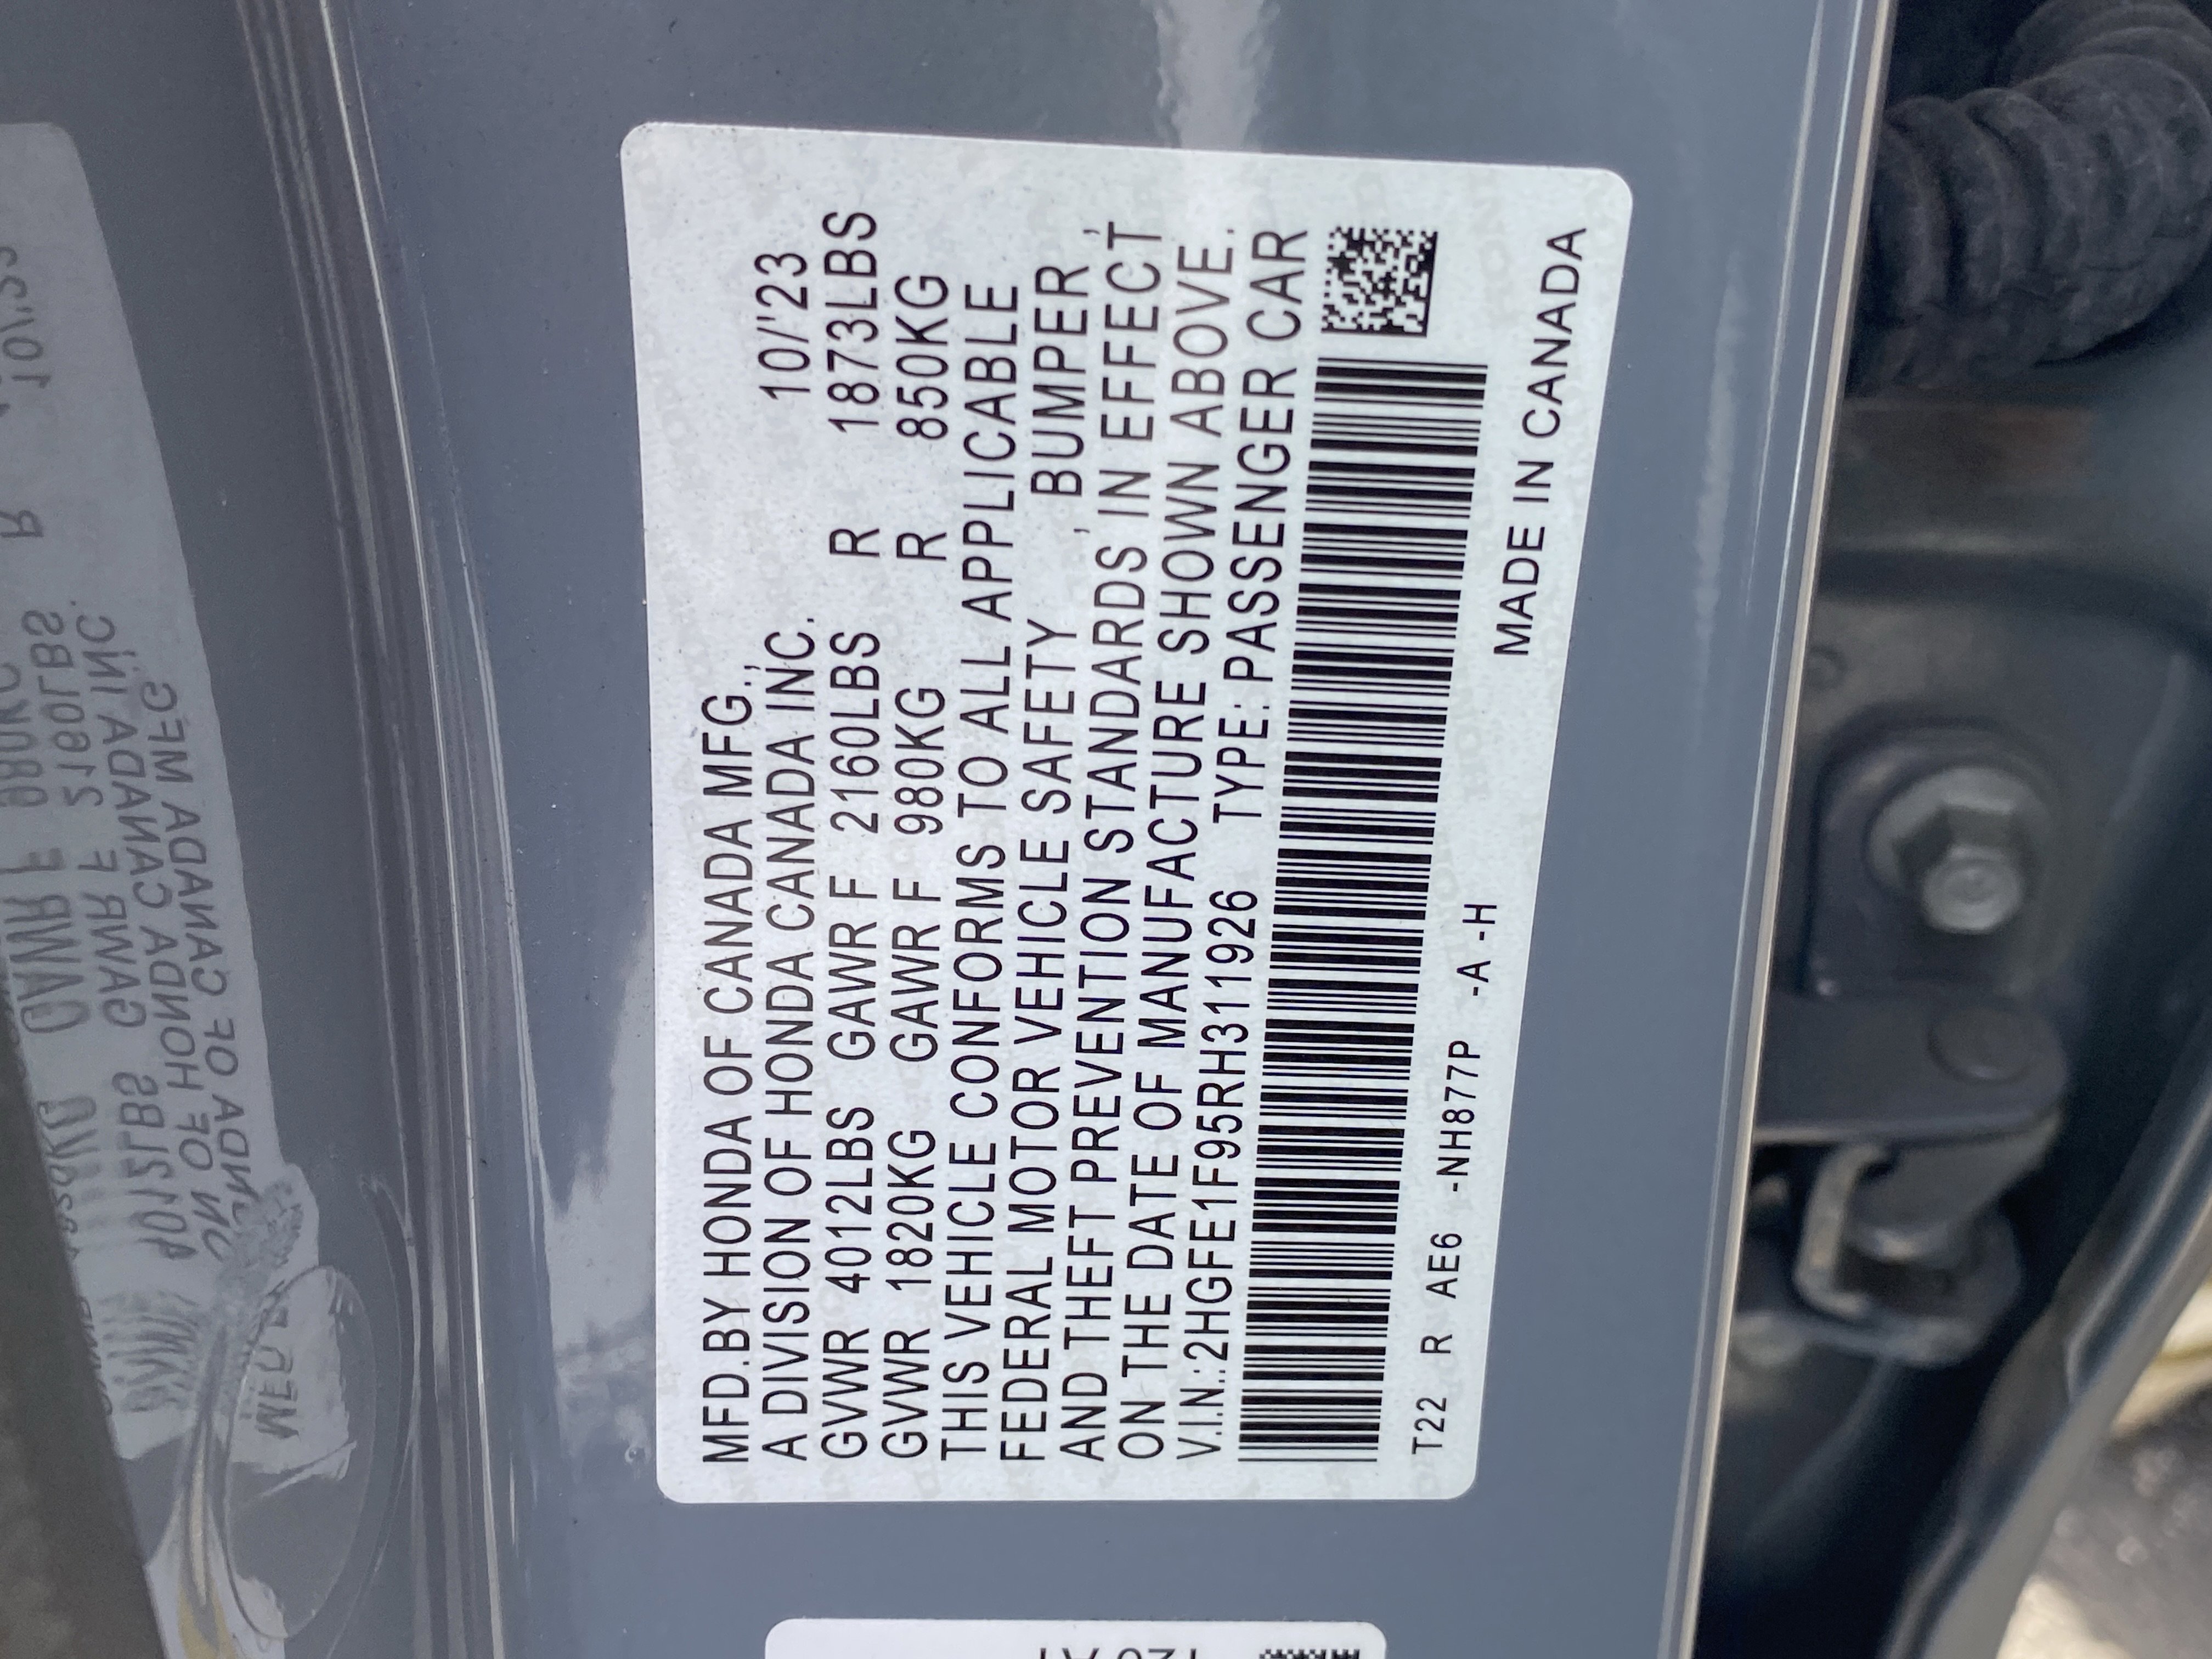 MFD.BY HONDA OF CANADA MFG.,
A DIVISION OF HONDA CANADA INC. 10/'23
GVWR 4012LBS GAWR F 2160LBS R 1873LBS
GVWR 1820KG GAWR F 980KG R 850KG
THIS VEHICLE CONFORMS TO ALL APPLICABLE
FEDERAL MOTOR VEHICLE SAFETY , BUMPER ,
AND THEFT PREVENTION STANDARDS IN EFFECT
ON THE DATE OF MANUFACTURE SHOWN ABOVE.
V.I.N.:2HGFE1F95RH311926 TYPE: PASSENGER CAR
T22 R AE6 -NH877P -A -H
MADE IN CANADA